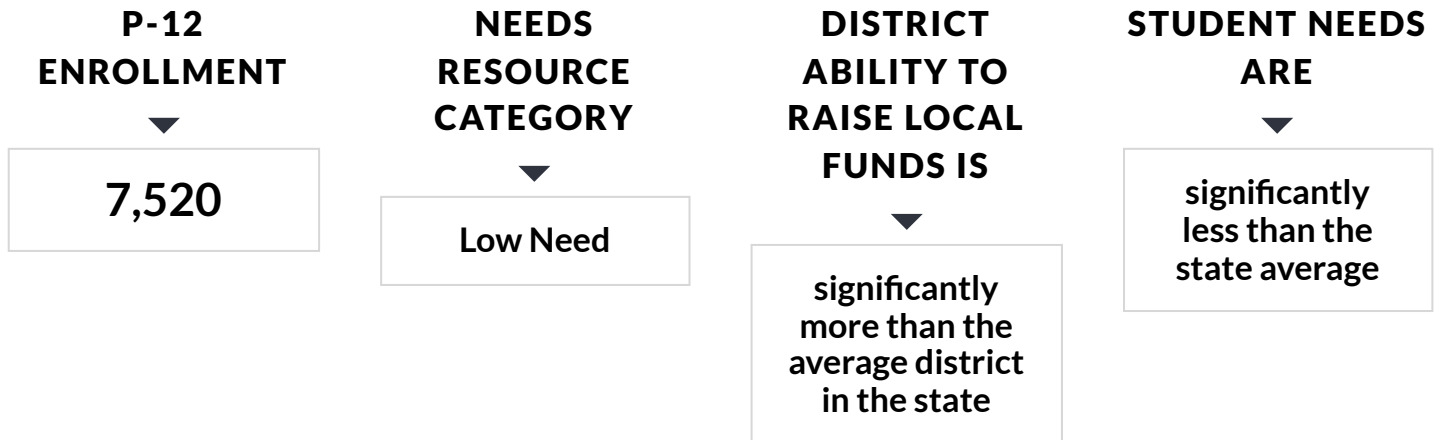 P-12
ENROLLMENT
7,520
NEEDS
RESOURCE
CATEGORY
Low Need
DISTRICT
ABILITY TO
RAISE LOCAL
FUNDS IS
significantly
more than the
average district
in the state
STUDENT NEEDS
ARE
significantly
less than the
state average